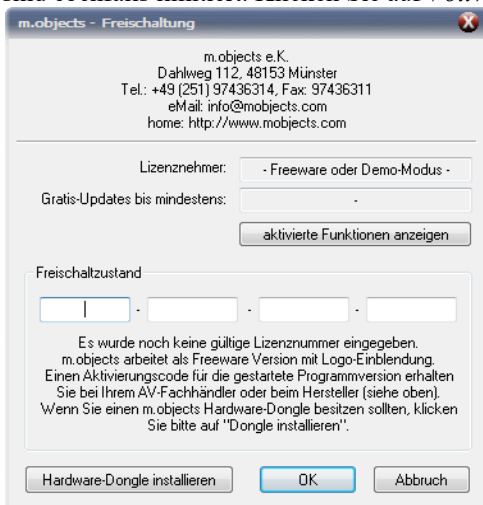 m.objects - Freischaltung
m.objects e.K.
Dahlweg 112, 48153 Münster
Tel.: +49 (251) 97436314, Fax: 97436311
eMail: info@mobjects.com
home: http://www.mobjects.com
Lizenznehmer: - Freeware oder Demo-Modus -
Gratis-Updates bis mindestens: -
aktivierte Funktionen anzeigen
Freischaltzustand
- - -
Es wurde noch keine gültige Lizenznummer eingegeben.
m.objects arbeitet als Freeware Version mit Logo-Einblendung.
Einen Aktivierungscode für die gestartete Programmversion erhalten
Sie bei Ihrem AV-Fachhändler oder beim Hersteller (siehe oben).
Wenn Sie einen m.objects Hardware-Dongle besitzen sollten, klicken
Sie bitte auf "Dongle installieren".
Hardware-Dongle installieren OK Abbruch